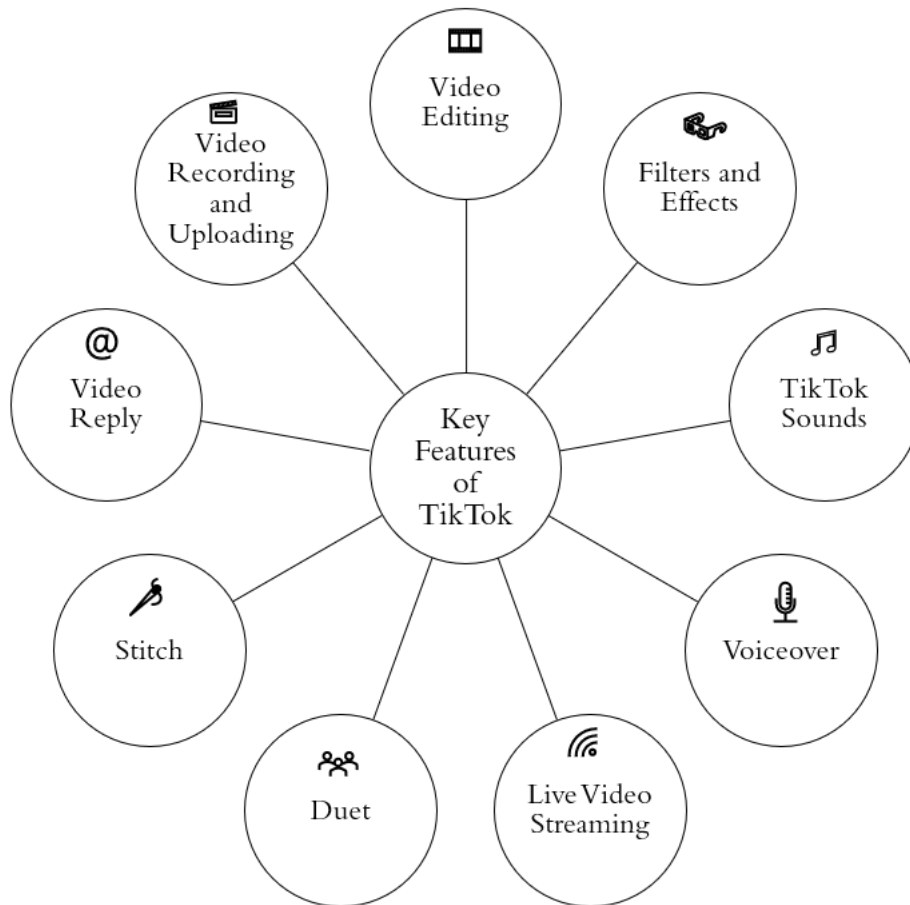 Video
Editing
Filters and
Effects
TikTok
Sounds
Voiceover
Live Video
Streaming
Duet
Stitch
@
Video
Reply
Video
Recording
and
Uploading
Key
Features
of
TikTok